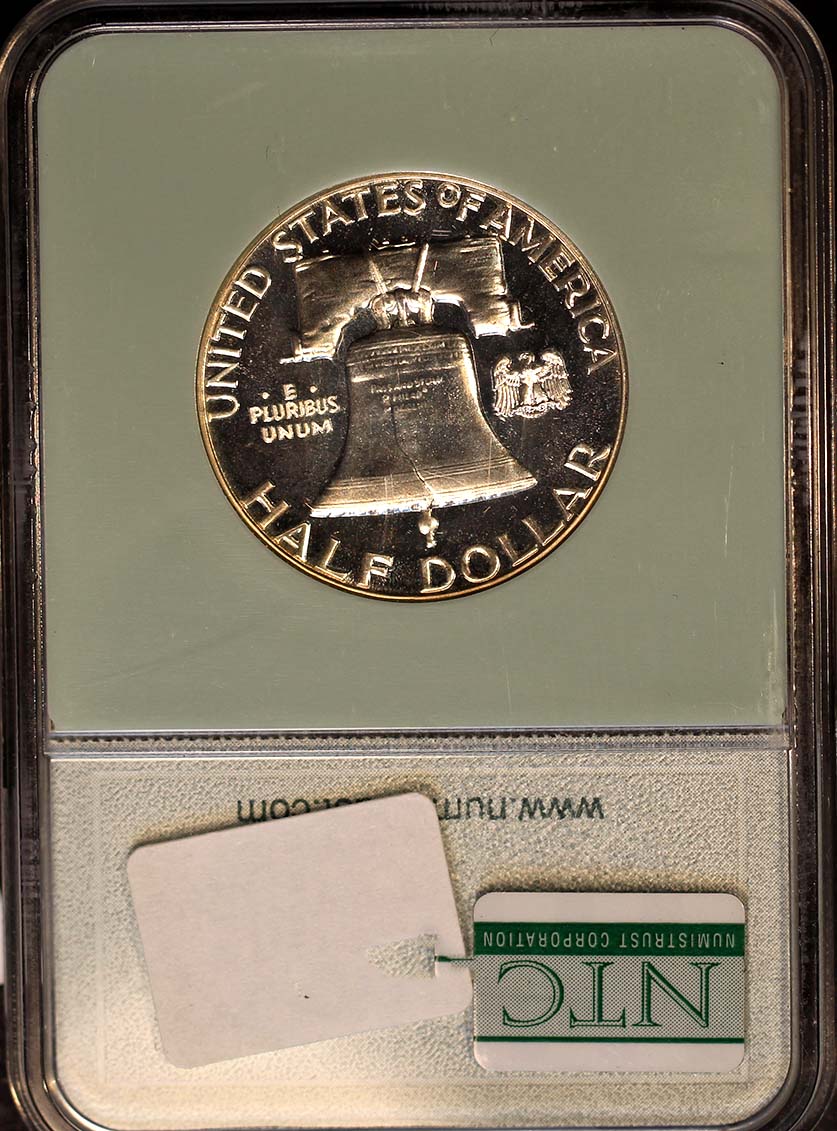 UNITED STATES OF AMERICA
· E ·
PLURIBUS
UNUM
HALF DOLLAR
NUMISTRUST CORPORATION
NTC